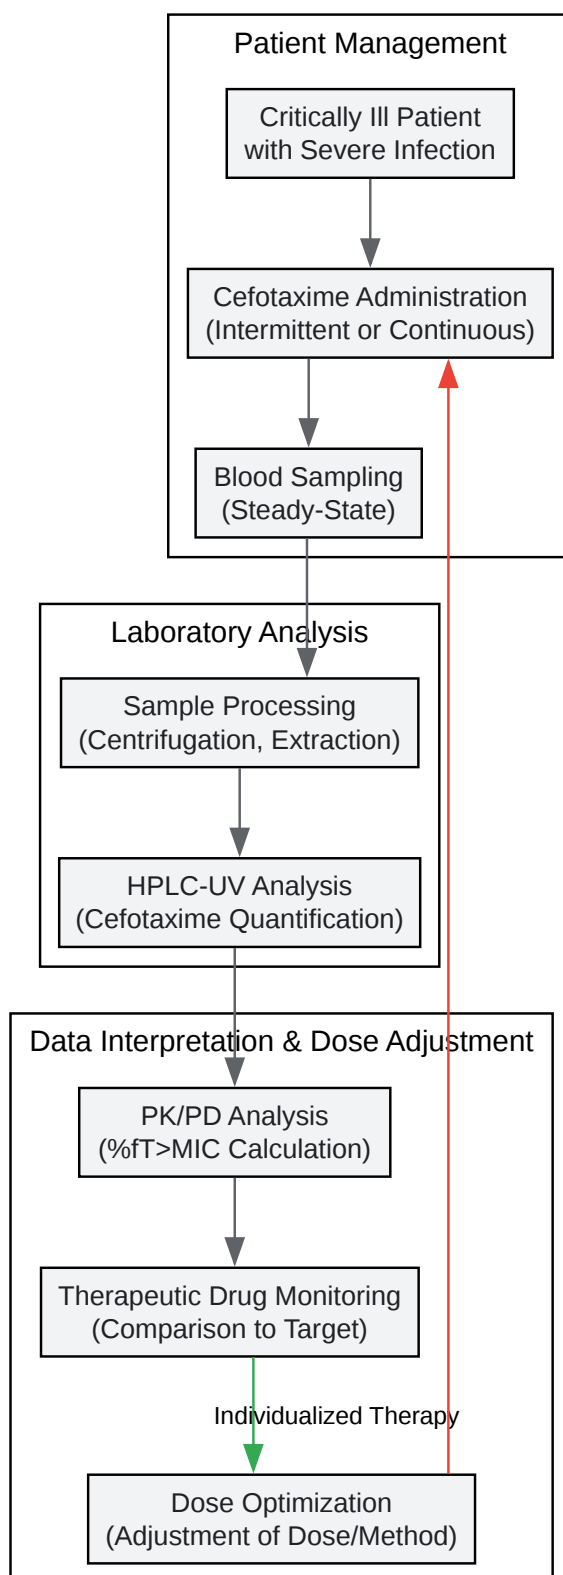 Patient Management
Critically Ill Patient
with Severe Infection
Cefotaxime Administration
(Intermittent or Continuous)
Blood Sampling
(Steady-State)
Laboratory Analysis
Sample Processing
(Centrifugation, Extraction)
HPLC-UV Analysis
(Cefotaxime Quantification)
Data Interpretation & Dose Adjustment
PK/PD Analysis
(%fT>MIC Calculation)
Therapeutic Drug Monitoring
(Comparison to Target)
Individualized Therapy
Dose Optimization
(Adjustment of Dose/Method)